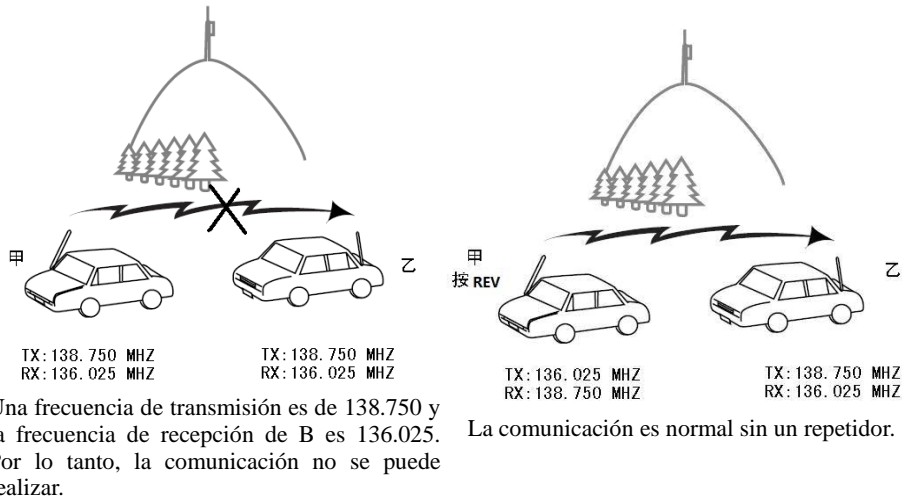 甲
乙
TX:138.750 MHZ
RX:136.025 MHZ
TX:138.750 MHZ
RX:136.025 MHZ
Una frecuencia de transmisión es de 138.750 y
la frecuencia de recepción de B es 136.025.
Por lo tanto, la comunicación no se puede
realizar.
甲
按 REV
乙
TX:136.025 MHZ
RX:138.750 MHZ
TX:138.750 MHZ
RX:136.025 MHZ
La comunicación es normal sin un repetidor.